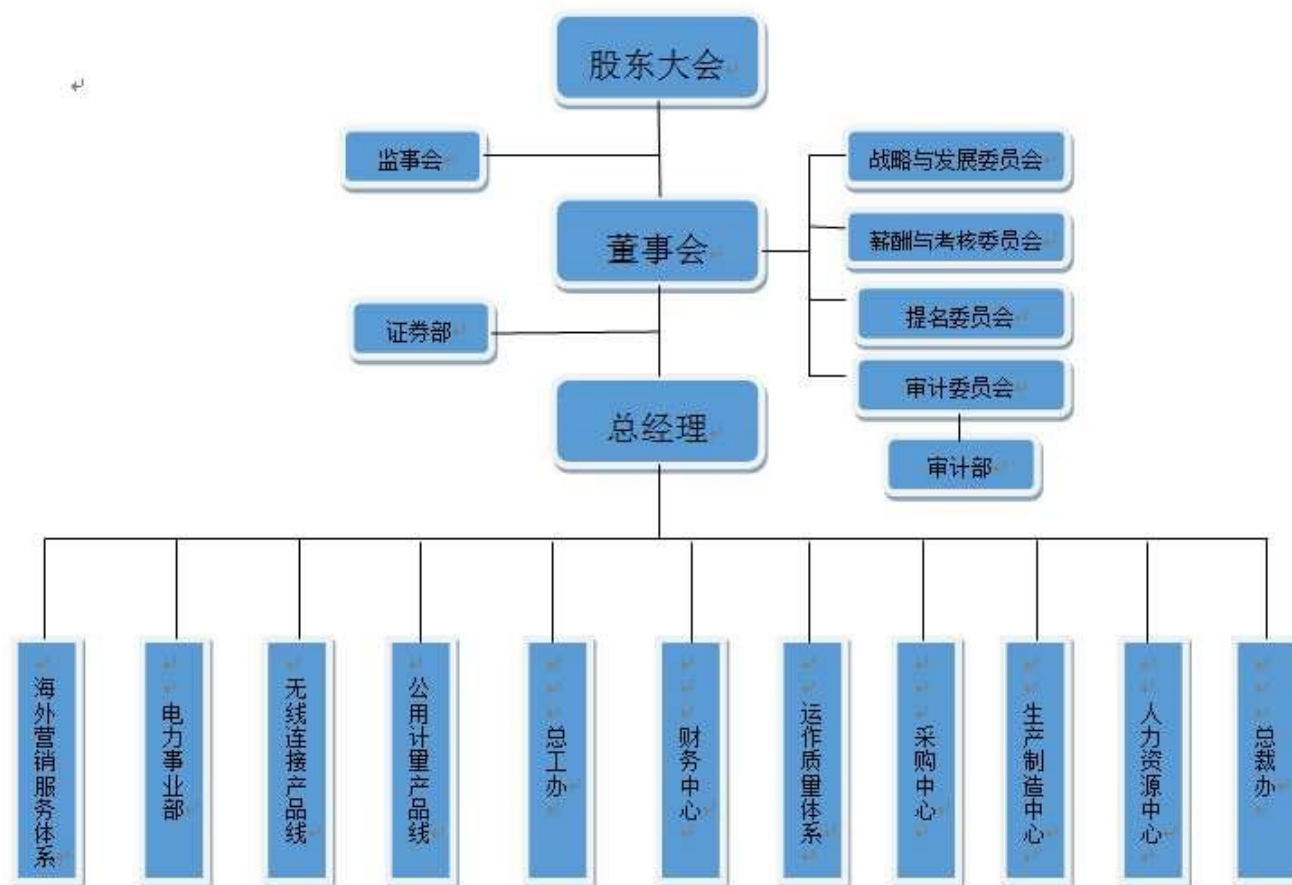 股东大会
监事会
战略与发展委员会
董事会
薪酬与考核委员会
提名委员会
证券部
审计委员会
总经理
审计部
海外营销服务体系
电力事业部
无线连接产品线
公用计量产品线
总工办
财务中心
运作质量体系
采购中心
生产制造中心
人力资源中心
总裁办